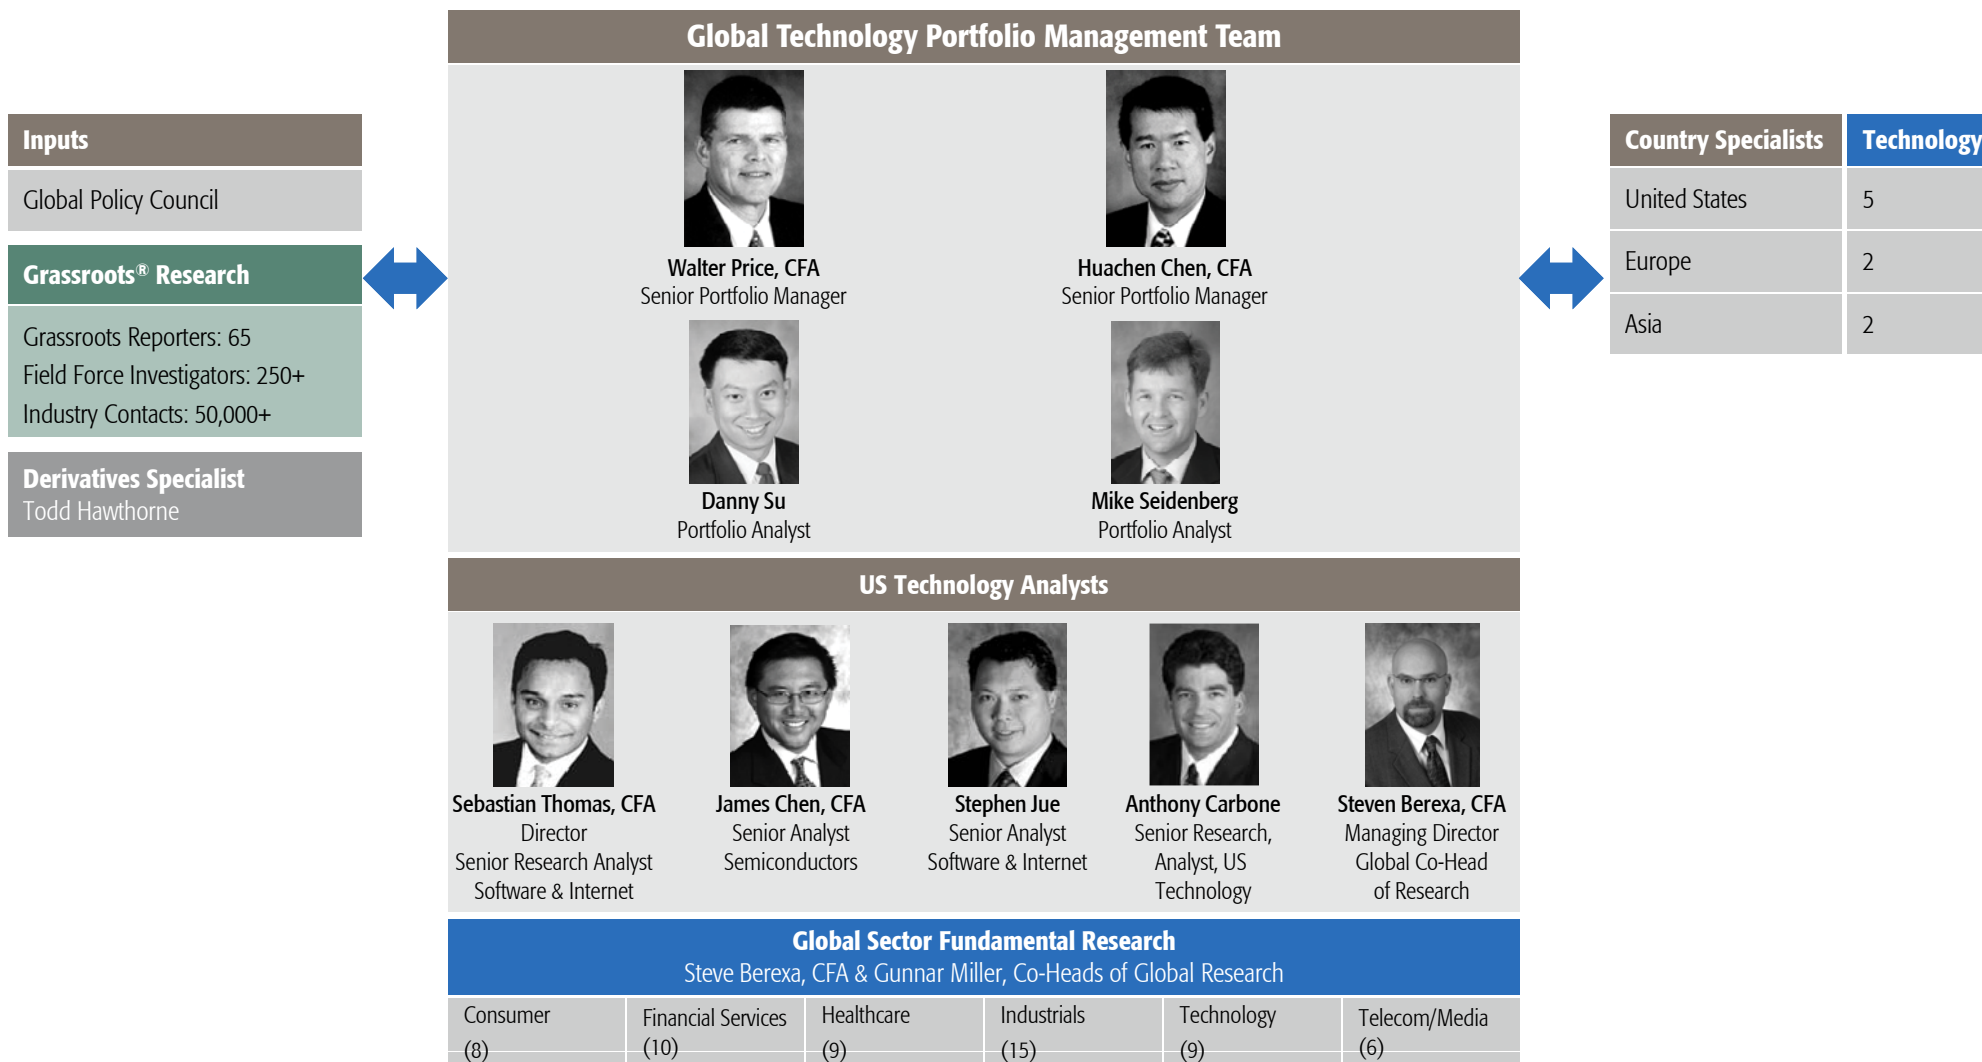 Global Technology Portfolio Management Team
Inputs
Global Policy Council
Grassroots® Research
Grassroots Reporters: 65
Field Force Investigators: 250+
Industry Contacts: 50,000+
Derivatives Specialist
Todd Hawthorne
Walter Price, CFA
Senior Portfolio Manager
Huachen Chen, CFA
Senior Portfolio Manager
Danny Su
Portfolio Analyst
Mike Seidenberg
Portfolio Analyst
Country Specialists Technology
United States 5
Europe 2
Asia 2
US Technology Analysts
Sebastian Thomas, CFA
Director
Senior Research Analyst
Software & Internet
James Chen, CFA
Senior Analyst
Semiconductors
Stephen Jue
Senior Analyst
Software & Internet
Anthony Carbone
Senior Research,
Analyst, US
Technology
Steven Berexa, CFA
Managing Director
Global Co-Head
of Research
Global Sector Fundamental Research
Steve Berexa, CFA & Gunnar Miller, Co-Heads of Global Research
Consumer
(8)
Financial Services
(10)
Healthcare
(9)
Industrials
(15)
Technology
(9)
Telecom/Media
(6)